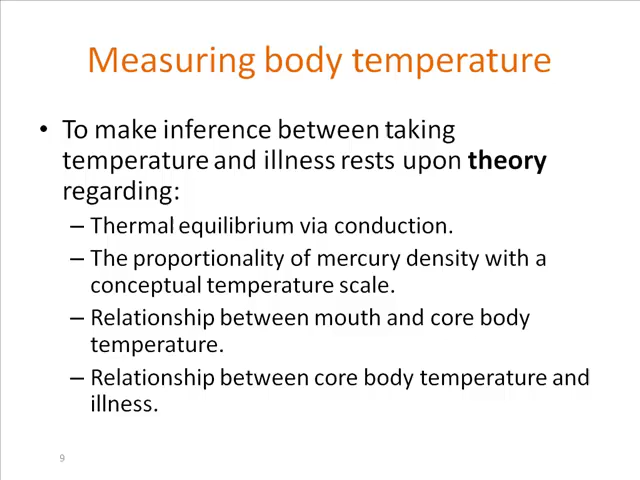 Measuring body temperature
• To make inference between taking
temperature and illness rests upon theory
regarding:
– Thermal equilibrium via conduction.
– The proportionality of mercury density with a
conceptual temperature scale.
– Relationship between mouth and core body
temperature.
– Relationship between core body temperature and
illness.
9